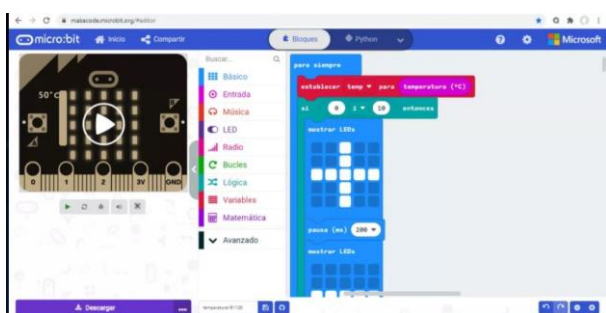 makecode.microbit.org/#editor
micro:bit Inicio Compartir Bloques Python Microsoft
Buscar...
Básico
Entrada
Música
LED
Radio
Bucles
Lógica
Variables
Matemática
Avanzado
50°C
0 1 2 3V GND
para siempre
establecer temp para temperatura (°C)
si 0 10 entonces
mostrar LEDs
pausa (ms) 200
mostrar LEDs
Descargar